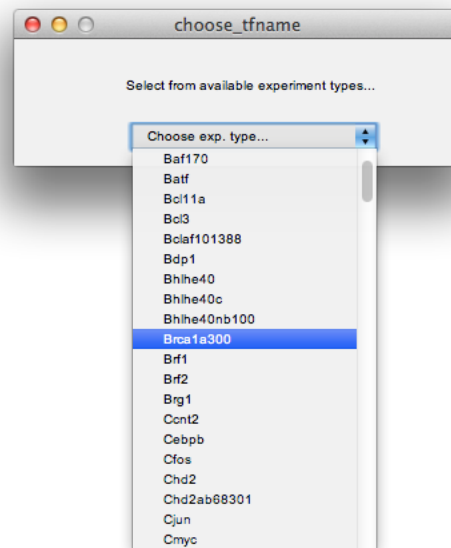 choose_tfname
Select from available experiment types...
Choose exp. type...
Baf170
Batf
Bcl11a
Bcl3
Bclaf101388
Bdp1
Bhlhe40
Bhlhe40c
Bhlhe40nb100
Brca1a300
Brf1
Brf2
Brg1
Ccnt2
Cebpb
Cfos
Chd2
Chd2ab68301
Cjun
Cmyc